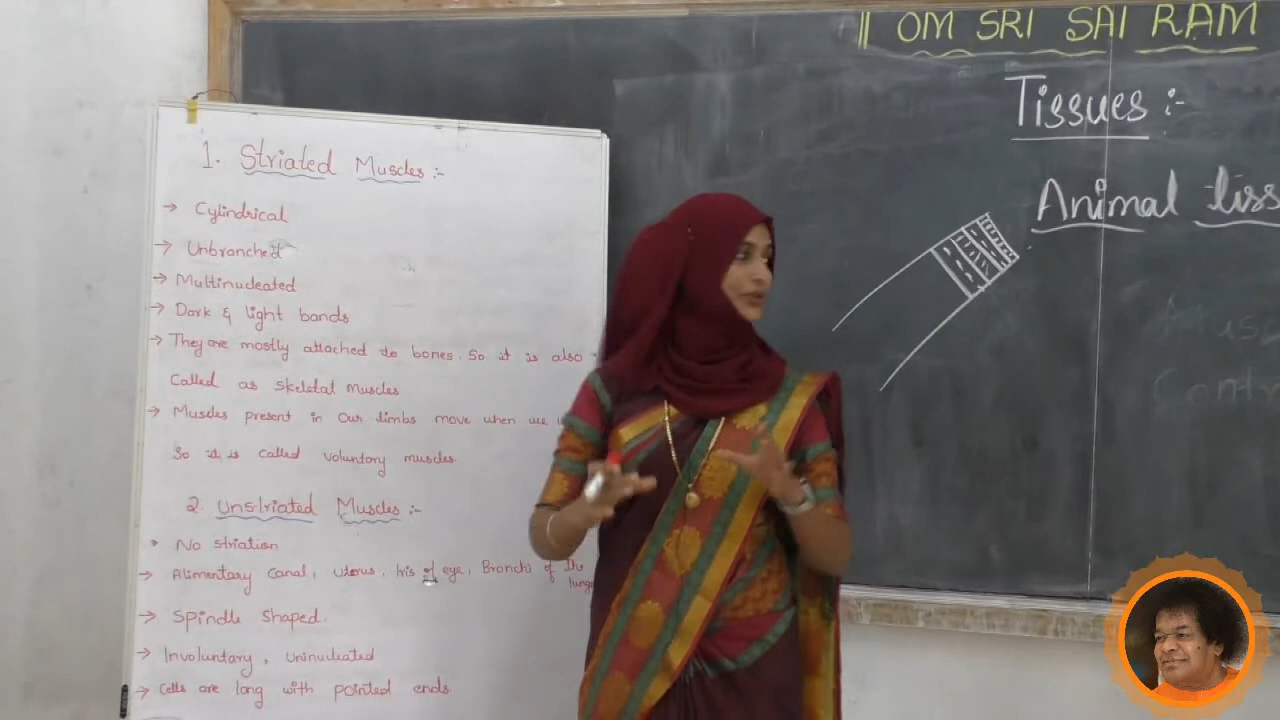 || OM SRI SAI RAM
Tissues :-
Animal tiss
1. Striated Muscles :-
→ Cylindrical
→ Unbranched
→ Multinucleated
→ Dark & light bands
→ They are mostly attached to bones. So it is also
Called as Skeletal muscles
→ Muscles present in Our limbs move when we
So it is called voluntary muscles
2. Unstriated Muscles :-
• No striation
→ Alimentary Canal, Uterus, Iris of eye, Bronchi of the
lungs
→ Spindle Shaped.
→ Involuntary, Uninucleated
→ Cells are long with pointed ends